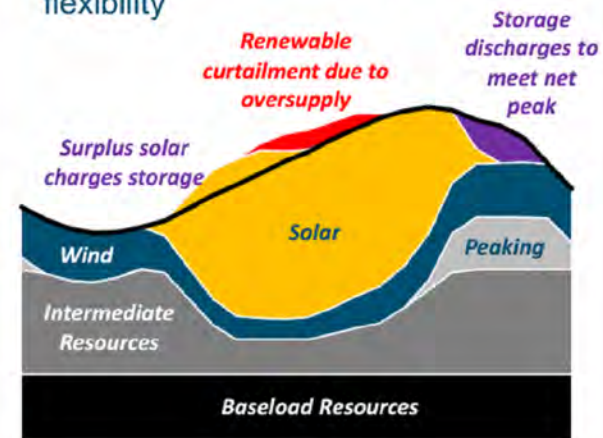 flexibility
Storage
discharges to
meet net
peak
Renewable
curtailment due to
oversupply
Surplus solar
charges storage
Solar
Wind
Peaking
Intermediate
Resources
Baseload Resources